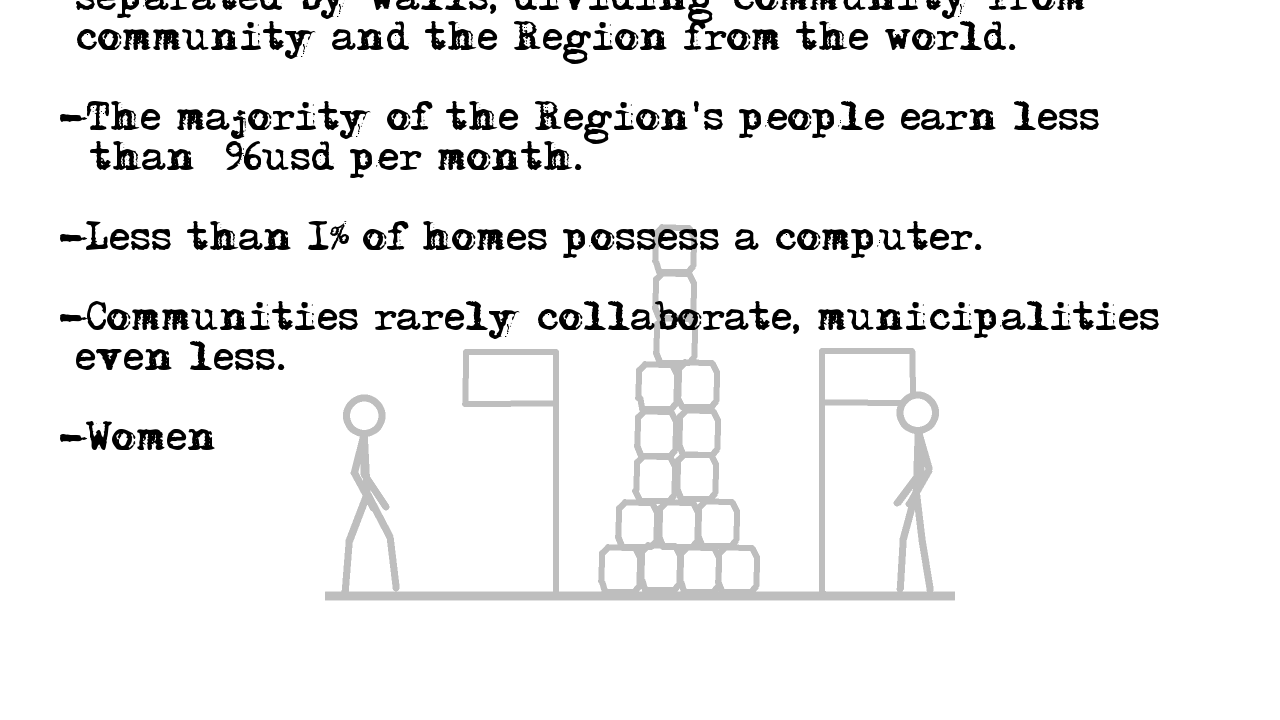 separated by walls, dividing community from
community and the Region from the world.
-The majority of the Region's people earn less
than 96usd per month.
-Less than 1% of homes possess a computer.
-Communities rarely collaborate, municipalities
even less.
-Women